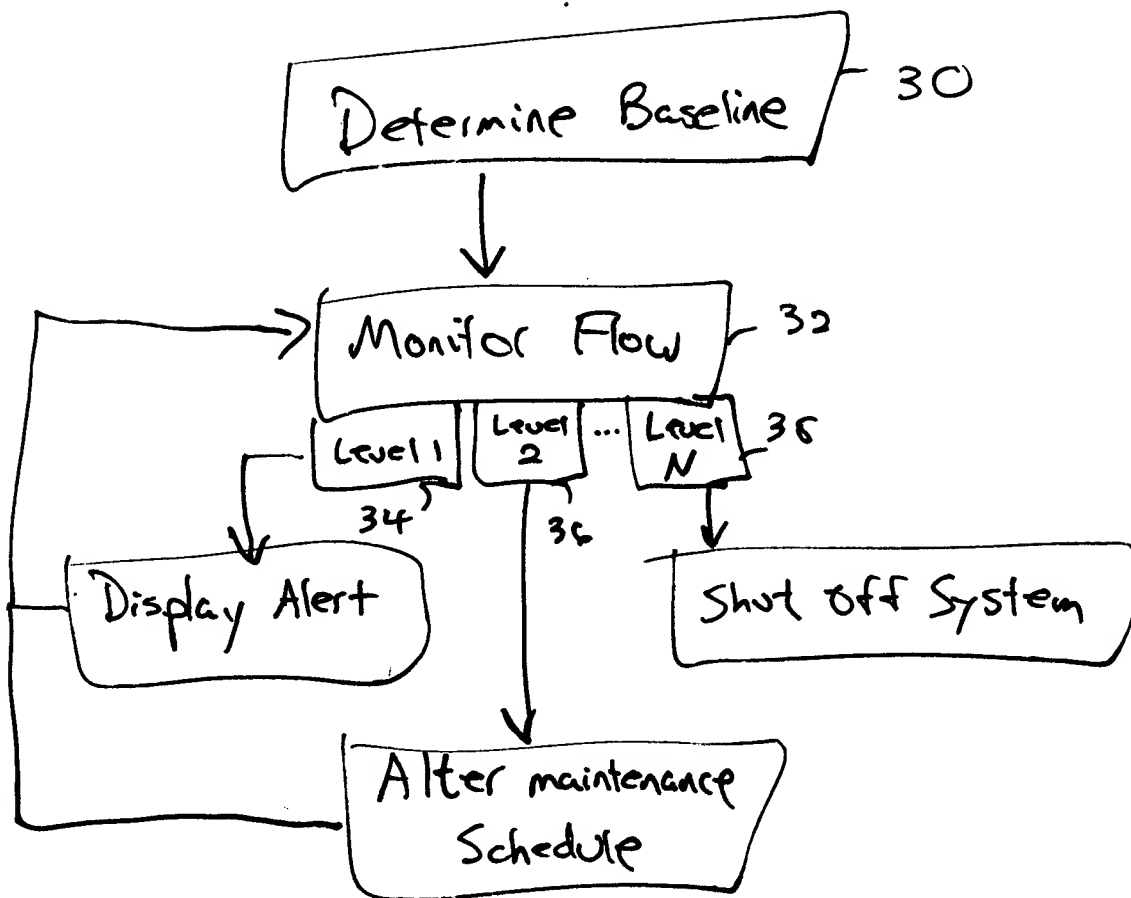 Determine Baseline
30
Monitor Flow
32
Level 1
Level
2
...
Level
N
38
34
36
Display Alert
Shut off System
Alter maintenance
Schedule